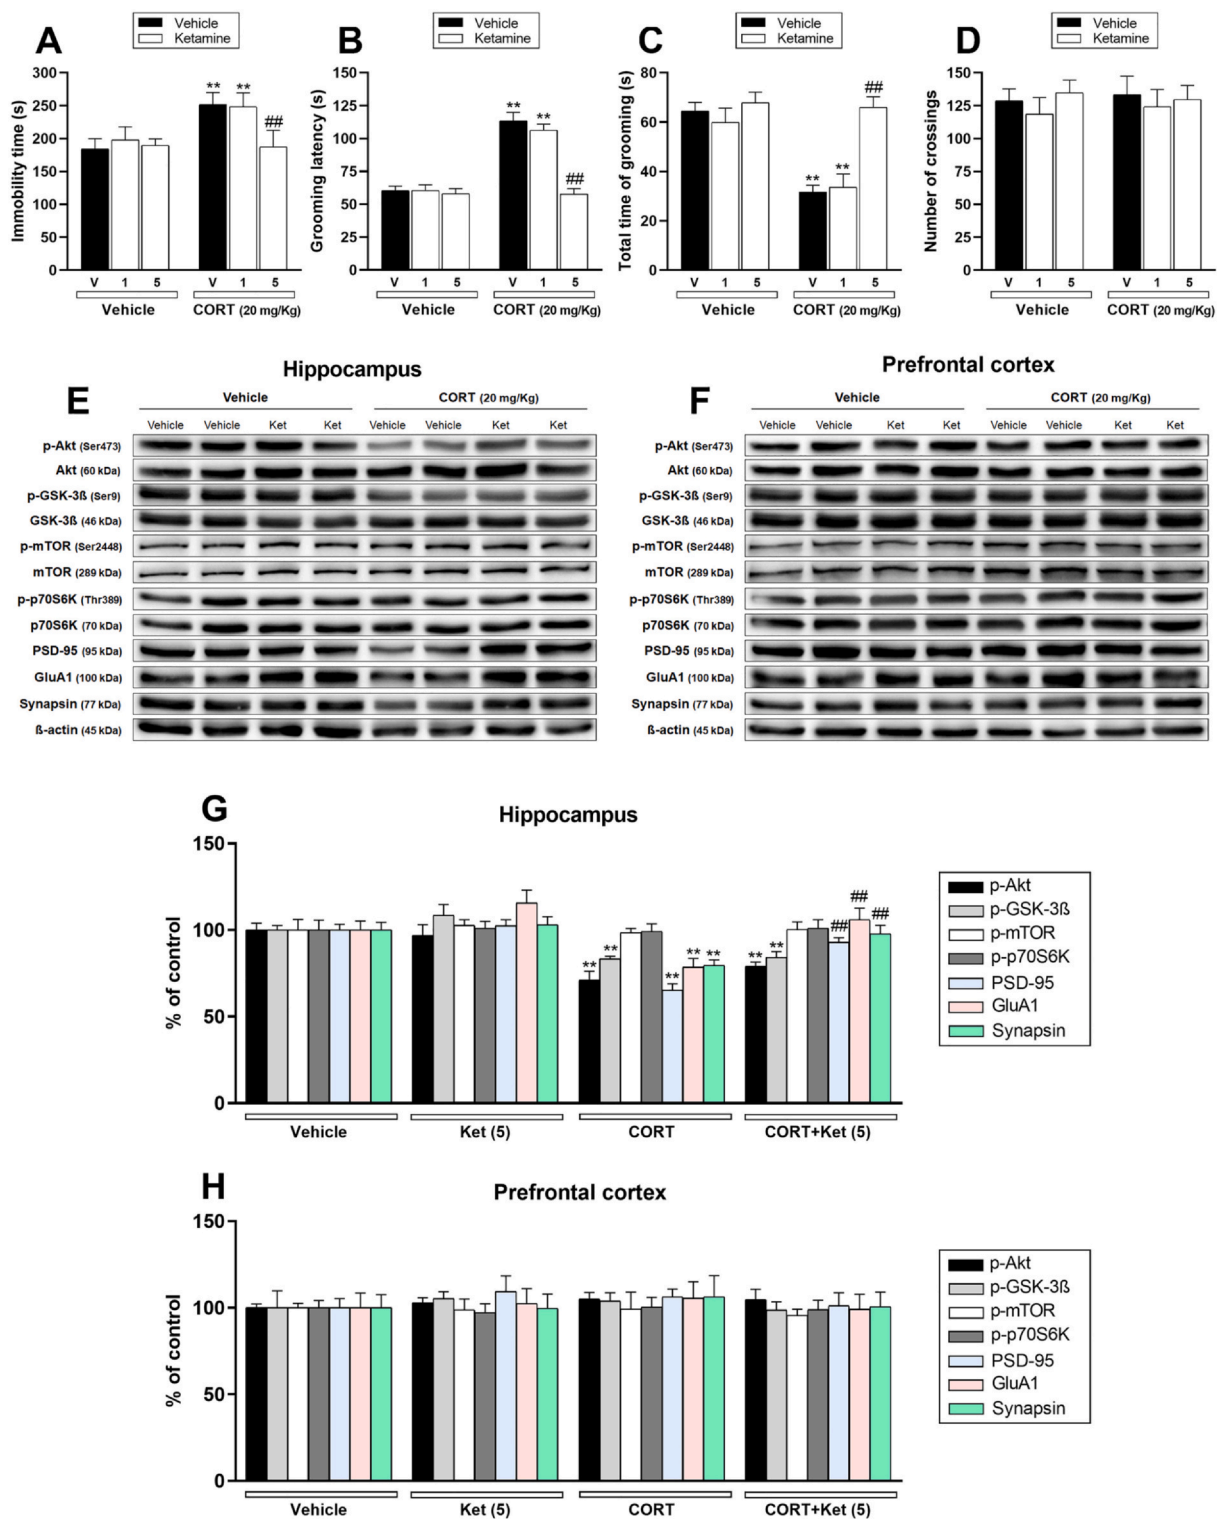 A
Vehicle
Ketamine
Immobility time (s)
300
250
200
150
100
50
0
** ** ##
V 1 5 V 1 5
Vehicle CORT (20 mg/Kg)
B
Vehicle
Ketamine
Grooming latency (s)
150
125
100
75
50
25
0
** ** ##
V 1 5 V 1 5
Vehicle CORT (20 mg/Kg)
C
Vehicle
Ketamine
Total time of grooming (s)
80
60
40
20
0
** ** ##
V 1 5 V 1 5
Vehicle CORT (20 mg/Kg)
D
Vehicle
Ketamine
Number of crossings
150
125
100
75
50
25
0
V 1 5 V 1 5
Vehicle CORT (20 mg/Kg)
Hippocampus
E
Vehicle CORT (20 mg/Kg)
Vehicle Vehicle Ket Ket Vehicle Vehicle Ket Ket
p-Akt (Ser473)
Akt (60 kDa)
p-GSK-3ß (Ser9)
GSK-3ß (46 kDa)
p-mTOR (Ser2448)
mTOR (289 kDa)
p-p70S6K (Thr389)
p70S6K (70 kDa)
PSD-95 (95 kDa)
GluA1 (100 kDa)
Synapsin (77 kDa)
ß-actin (45 kDa)
Prefrontal cortex
F
Vehicle CORT (20 mg/Kg)
Vehicle Vehicle Ket Ket Vehicle Vehicle Ket Ket
p-Akt (Ser473)
Akt (60 kDa)
p-GSK-3ß (Ser9)
GSK-3ß (46 kDa)
p-mTOR (Ser2448)
mTOR (289 kDa)
p-p70S6K (Thr389)
p70S6K (70 kDa)
PSD-95 (95 kDa)
GluA1 (100 kDa)
Synapsin (77 kDa)
ß-actin (45 kDa)
G
Hippocampus
% of control
150
100
50
0
** ** ** ** ** ** ** ## ## ##
Vehicle Ket (5) CORT CORT+Ket (5)
p-Akt
p-GSK-3ß
p-mTOR
p-p70S6K
PSD-95
GluA1
Synapsin
H
Prefrontal cortex
% of control
150
100
50
0
Vehicle Ket (5) CORT CORT+Ket (5)
p-Akt
p-GSK-3ß
p-mTOR
p-p70S6K
PSD-95
GluA1
Synapsin